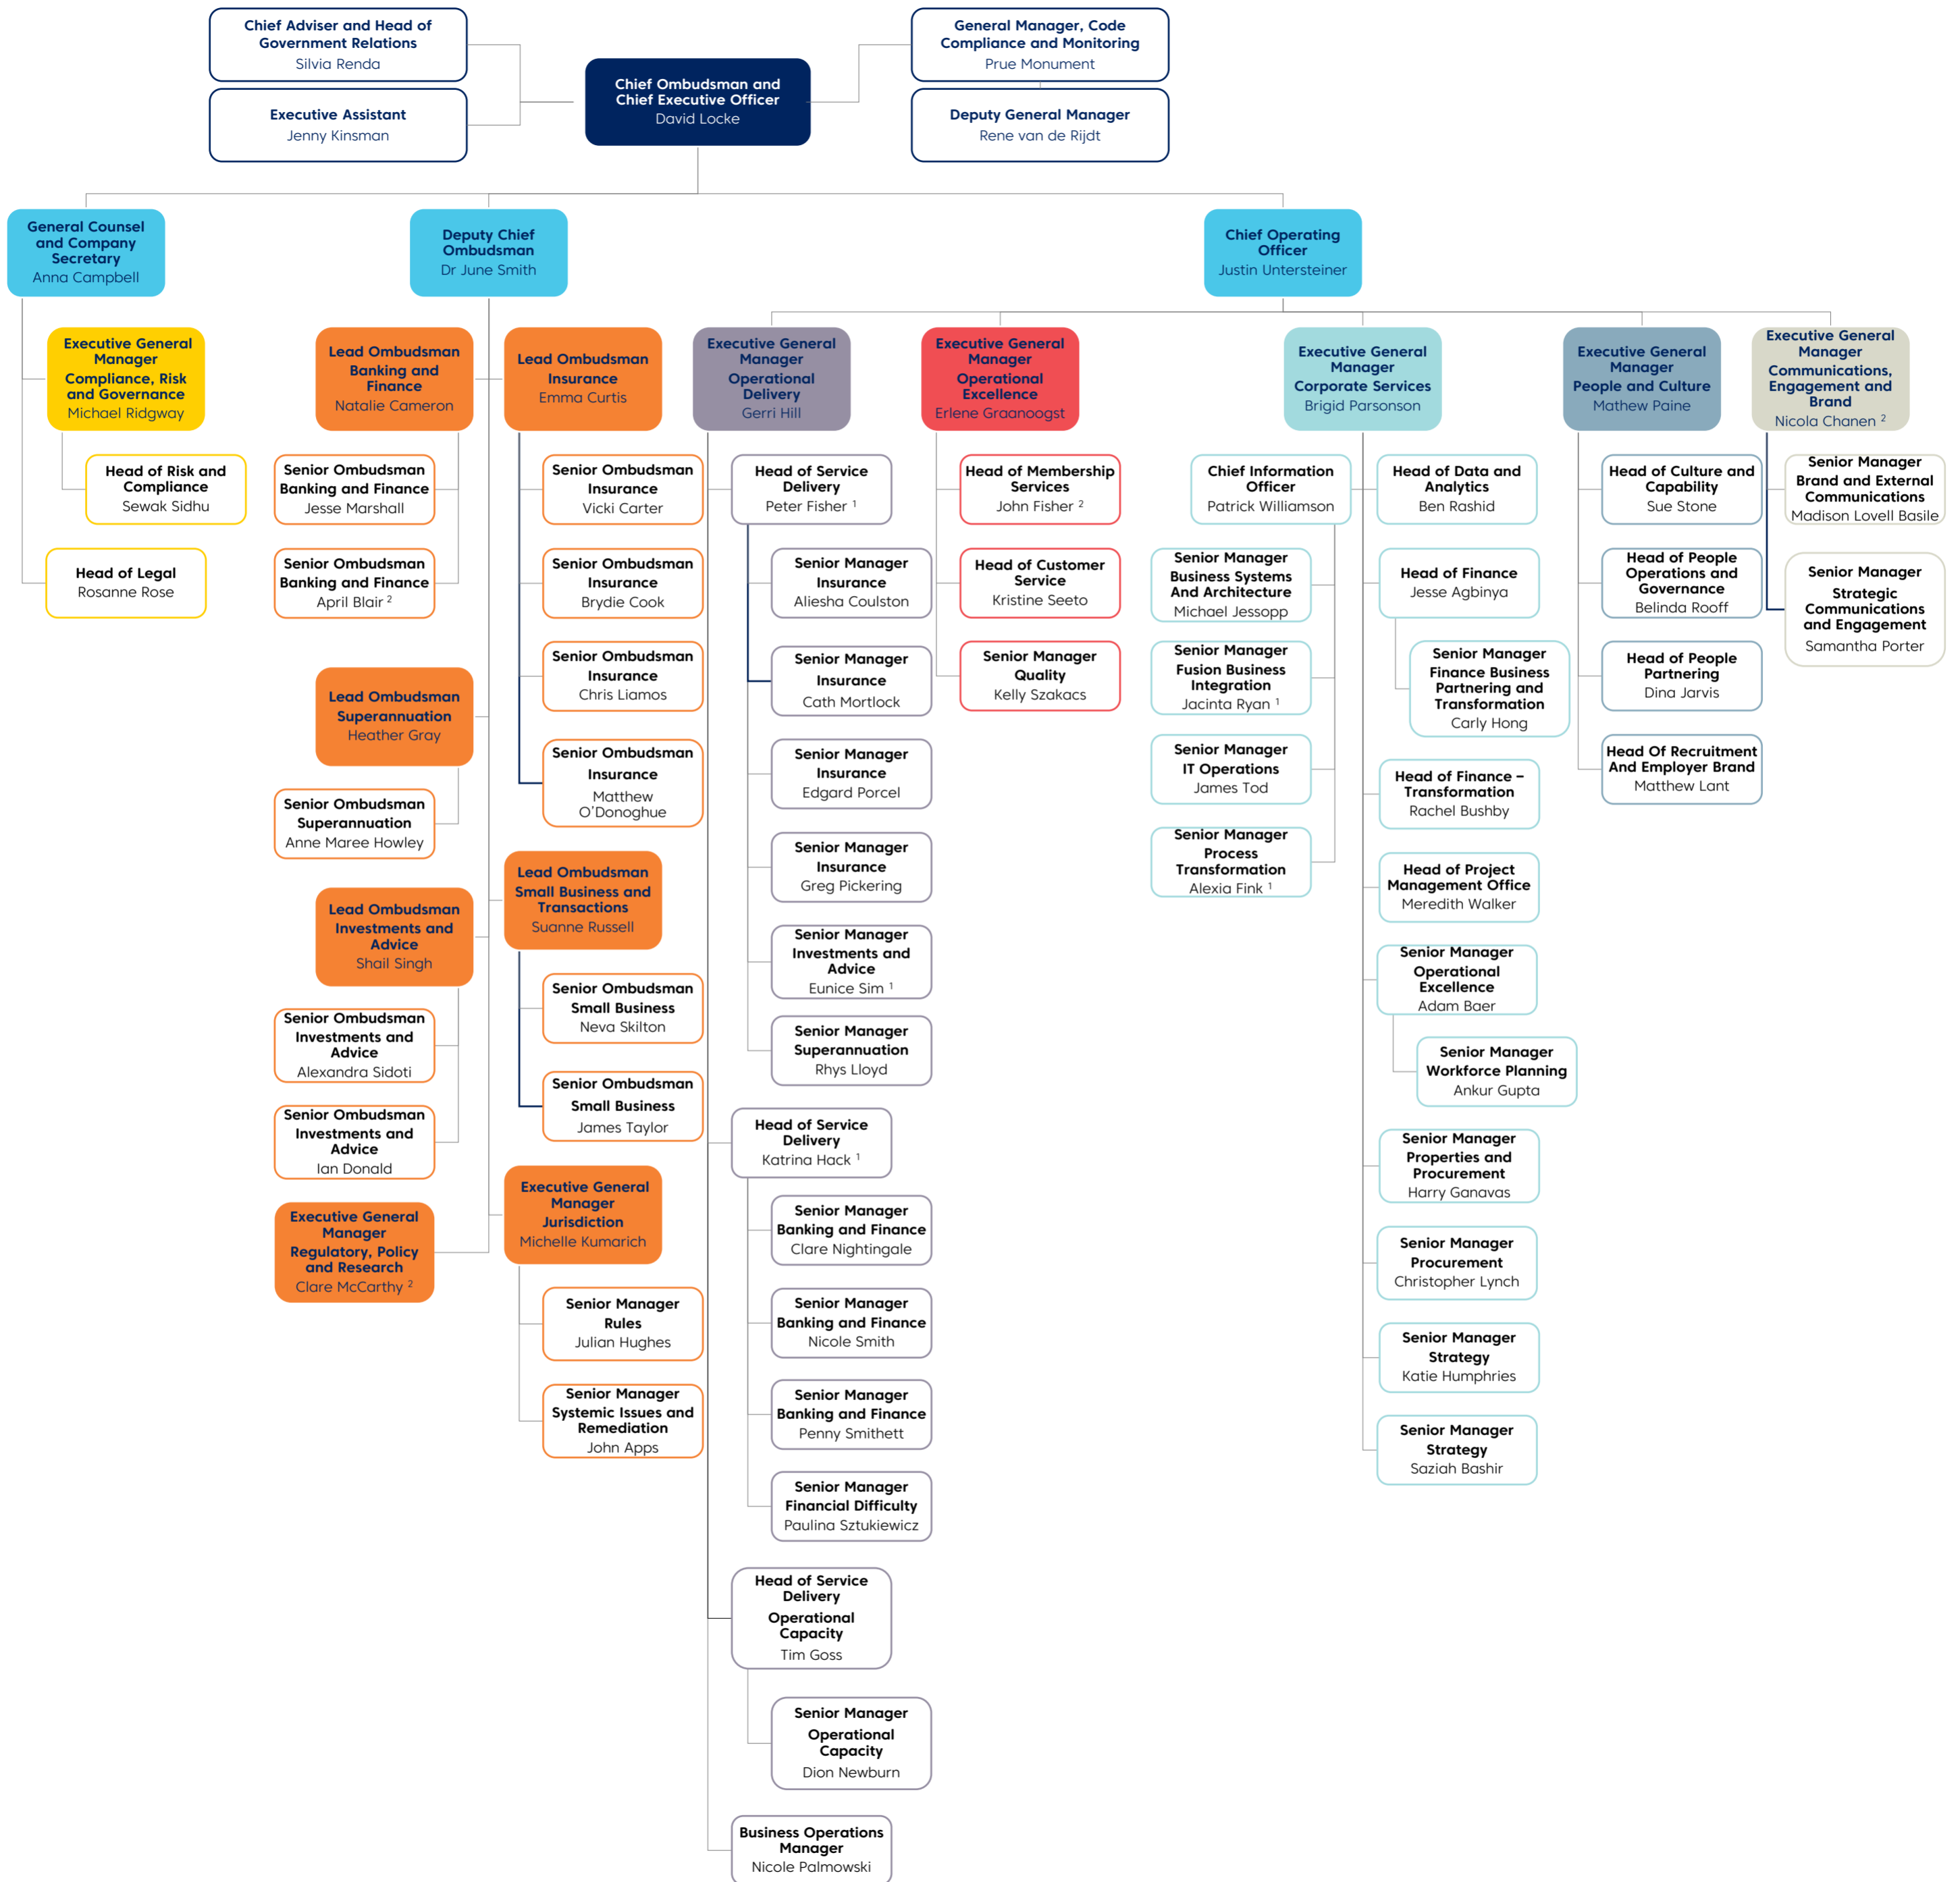 Chief Adviser and Head of
Government Relations
Silvia Renda
Executive Assistant
Jenny Kinsman
Chief Ombudsman and
Chief Executive Officer
David Locke
General Manager, Code
Compliance and Monitoring
Prue Monument
Deputy General Manager
Rene van de Rijdt
General Counsel
and Company
Secretary
Anna Campbell
Deputy Chief
Ombudsman
Dr June Smith
Chief Operating
Officer
Justin Untersteiner
Executive General
Manager
Compliance, Risk
and Governance
Michael Ridgway
Head of Risk and
Compliance
Sewak Sidhu
Head of Legal
Rosanne Rose
Lead Ombudsman
Banking and
Finance
Natalie Cameron
Senior Ombudsman
Banking and Finance
Jesse Marshall
Senior Ombudsman
Banking and Finance
April Blair 2
Lead Ombudsman
Superannuation
Heather Gray
Senior Ombudsman
Superannuation
Anne Maree Howley
Lead Ombudsman
Investments and
Advice
Shail Singh
Senior Ombudsman
Investments and
Advice
Alexandra Sidoti
Senior Ombudsman
Investments and
Advice
Ian Donald
Executive General
Manager
Regulatory, Policy
and Research
Clare McCarthy 2
Lead Ombudsman
Insurance
Emma Curtis
Senior Ombudsman
Insurance
Vicki Carter
Senior Ombudsman
Insurance
Brydie Cook
Senior Ombudsman
Insurance
Chris Liamos
Senior Ombudsman
Insurance
Matthew
O'Donoghue
Lead Ombudsman
Small Business and
Transactions
Suanne Russell
Senior Ombudsman
Small Business
Neva Skilton
Senior Ombudsman
Small Business
James Taylor
Executive General
Manager
Jurisdiction
Michelle Kumarich
Senior Manager
Rules
Julian Hughes
Senior Manager
Systemic Issues and
Remediation
John Apps
Executive General
Manager
Operational
Delivery
Gerri Hill
Head of Service
Delivery
Peter Fisher 1
Senior Manager
Insurance
Aliesha Coulston
Senior Manager
Insurance
Cath Mortlock
Senior Manager
Insurance
Edgard Porcel
Senior Manager
Insurance
Greg Pickering
Senior Manager
Investments and
Advice
Eunice Sim 1
Senior Manager
Superannuation
Rhys Lloyd
Head of Service
Delivery
Katrina Hack 1
Senior Manager
Banking and Finance
Clare Nightingale
Senior Manager
Banking and Finance
Nicole Smith
Senior Manager
Banking and Finance
Penny Smithett
Senior Manager
Financial Difficulty
Paulina Sztukiewicz
Head of Service
Delivery
Operational
Capacity
Tim Goss
Senior Manager
Operational
Capacity
Dion Newburn
Business Operations
Manager
Nicole Palmowski
Executive General
Manager
Operational
Excellence
Erlene Graanoogst
Head of Membership
Services
John Fisher 2
Head of Customer
Service
Kristine Seeto
Senior Manager
Quality
Kelly Szakacs
Executive General
Manager
Corporate Services
Brigid Parsonson
Chief Information
Officer
Patrick Williamson
Senior Manager
Business Systems
And Architecture
Michael Jessopp
Senior Manager
Fusion Business
Integration
Jacinta Ryan 1
Senior Manager
IT Operations
James Tod
Senior Manager
Process
Transformation
Alexia Fink 1
Head of Data and
Analytics
Ben Rashid
Head of Finance
Jesse Agbinya
Senior Manager
Finance Business
Partnering and
Transformation
Carly Hong
Head of Finance –
Transformation
Rachel Bushby
Head of Project
Management Office
Meredith Walker
Senior Manager
Operational
Excellence
Adam Baer
Senior Manager
Workforce Planning
Ankur Gupta
Senior Manager
Properties and
Procurement
Harry Ganavas
Senior Manager
Procurement
Christopher Lynch
Senior Manager
Strategy
Katie Humphries
Senior Manager
Strategy
Saziah Bashir
Executive General
Manager
People and Culture
Mathew Paine
Head of Culture and
Capability
Sue Stone
Head of People
Operations and
Governance
Belinda Rooff
Head of People
Partnering
Dina Jarvis
Head Of Recruitment
And Employer Brand
Matthew Lant
Executive General
Manager
Communications,
Engagement and
Brand
Nicola Chanen 2
Senior Manager
Brand and External
Communications
Madison Lovell Basile
Senior Manager
Strategic
Communications
and Engagement
Samantha Porter